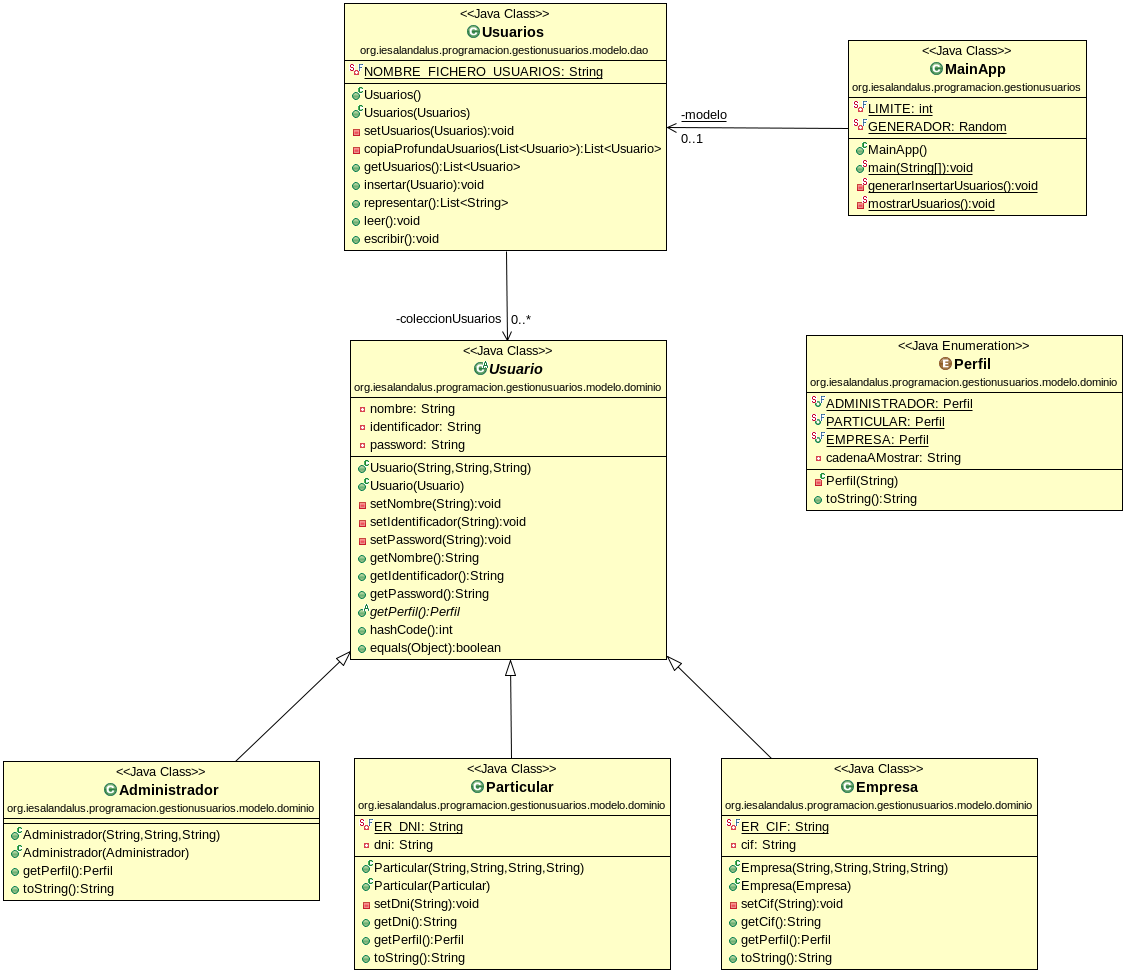 <<Java Class>>
Usuarios
org.iesalandalus.programacion.gestionusuarios.modelo.dao
NOMBRE_FICHERO_USUARIOS: String
Usuarios()
Usuarios(Usuarios)
setUsuarios(Usuarios):void
copiaProfundaUsuarios(List<Usuario>):List<Usuario>
getUsuarios():List<Usuario>
insertar(Usuario):void
representar():List<String>
leer():void
escribir():void
-modelo
0..1
<<Java Class>>
MainApp
org.iesalandalus.programacion.gestionusuarios
LIMITE: int
GENERADOR: Random
MainApp()
main(String[]):void
generarInsertarUsuarios():void
mostrarUsuarios():void
-coleccionUsuarios
0..*
<<Java Class>>
Usuario
org.iesalandalus.programacion.gestionusuarios.modelo.dominio
nombre: String
identificador: String
password: String
Usuario(String,String,String)
Usuario(Usuario)
setNombre(String):void
setIdentificador(String):void
setPassword(String):void
getNombre():String
getIdentificador():String
getPassword():String
getPerfil():Perfil
hashCode():int
equals(Object):boolean
<<Java Enumeration>>
Perfil
org.iesalandalus.programacion.gestionusuarios.modelo.dominio
ADMINISTRADOR: Perfil
PARTICULAR: Perfil
EMPRESA: Perfil
cadenaAMostrar: String
Perfil(String)
toString():String
<<Java Class>>
Administrador
org.iesalandalus.programacion.gestionusuarios.modelo.dominio
Administrador(String,String,String)
Administrador(Administrador)
getPerfil():Perfil
toString():String
<<Java Class>>
Particular
org.iesalandalus.programacion.gestionusuarios.modelo.dominio
ER_DNI: String
dni: String
Particular(String,String,String,String)
Particular(Particular)
setDni(String):void
getDni():String
getPerfil():Perfil
toString():String
<<Java Class>>
Empresa
org.iesalandalus.programacion.gestionusuarios.modelo.dominio
ER_CIF: String
cif: String
Empresa(String,String,String,String)
Empresa(Empresa)
setCif(String):void
getCif():String
getPerfil():Perfil
toString():String